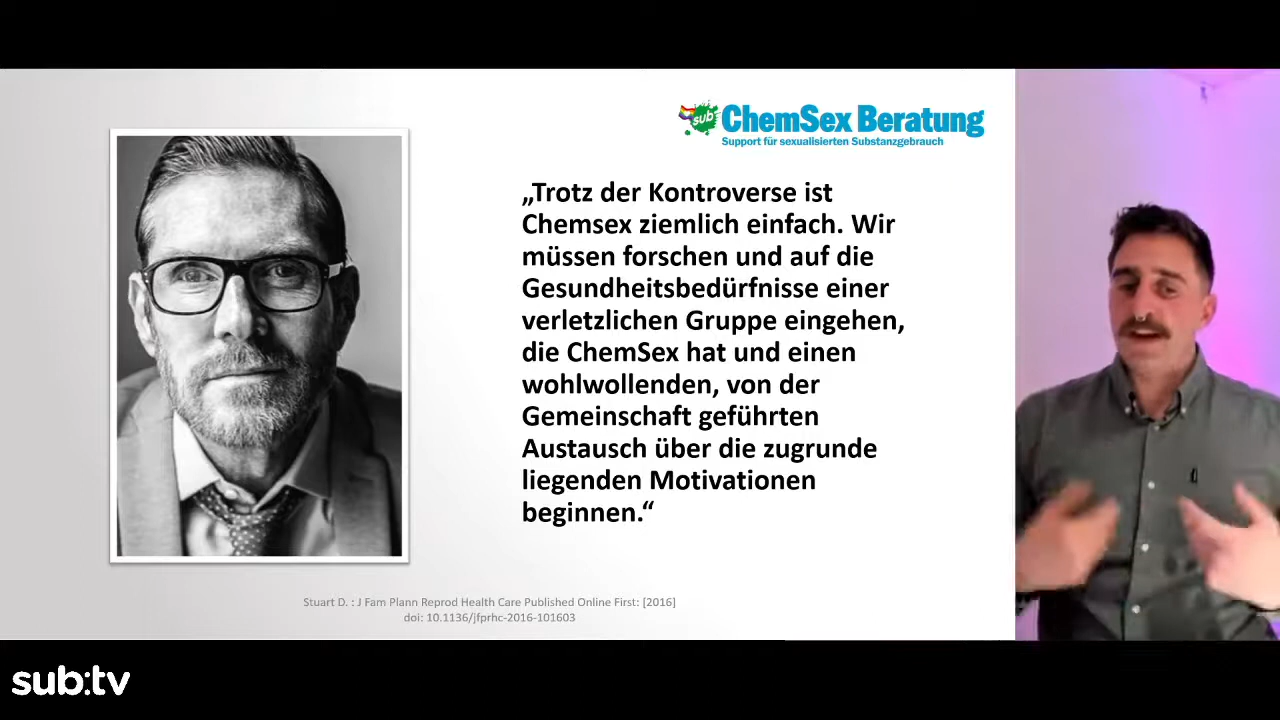 sub
ChemSex Beratung
Support für sexualisierten Substanzgebrauch
„Trotz der Kontroverse ist
Chemsex ziemlich einfach. Wir
müssen forschen und auf die
Gesundheitsbedürfnisse einer
verletzlichen Gruppe eingehen,
die ChemSex hat und einen
wohlwollenden, von der
Gemeinschaft geführten
Austausch über die zugrunde
liegenden Motivationen
beginnen.“
Stuart D. : J Fam Plann Reprod Health Care Published Online First: [2016]
doi: 10.1136/jfprhc-2016-101603
sub:tv